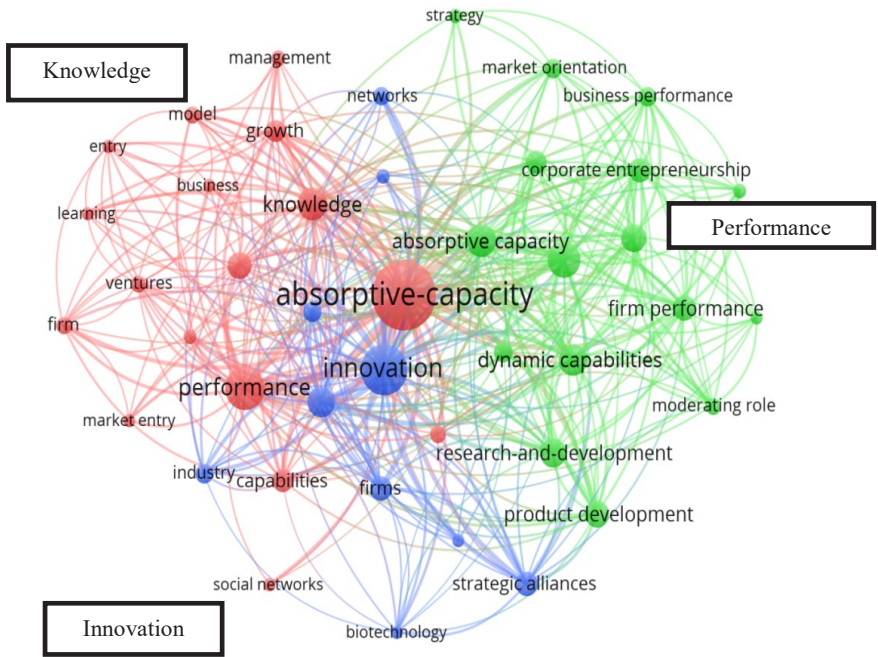 strategy
management
Knowledge
market orientation
networks
business performance
model
growth
entry
corporate entrepreneurship
business
knowledge
learning
Performance
absorptive capacity
ventures
absorptive-capacity
firm performance
firm
dynamic capabilities
innovation
performance
moderating role
market entry
research-and-development
industry
capabilities
firms
product development
social networks
strategic alliances
Innovation
biotechnology